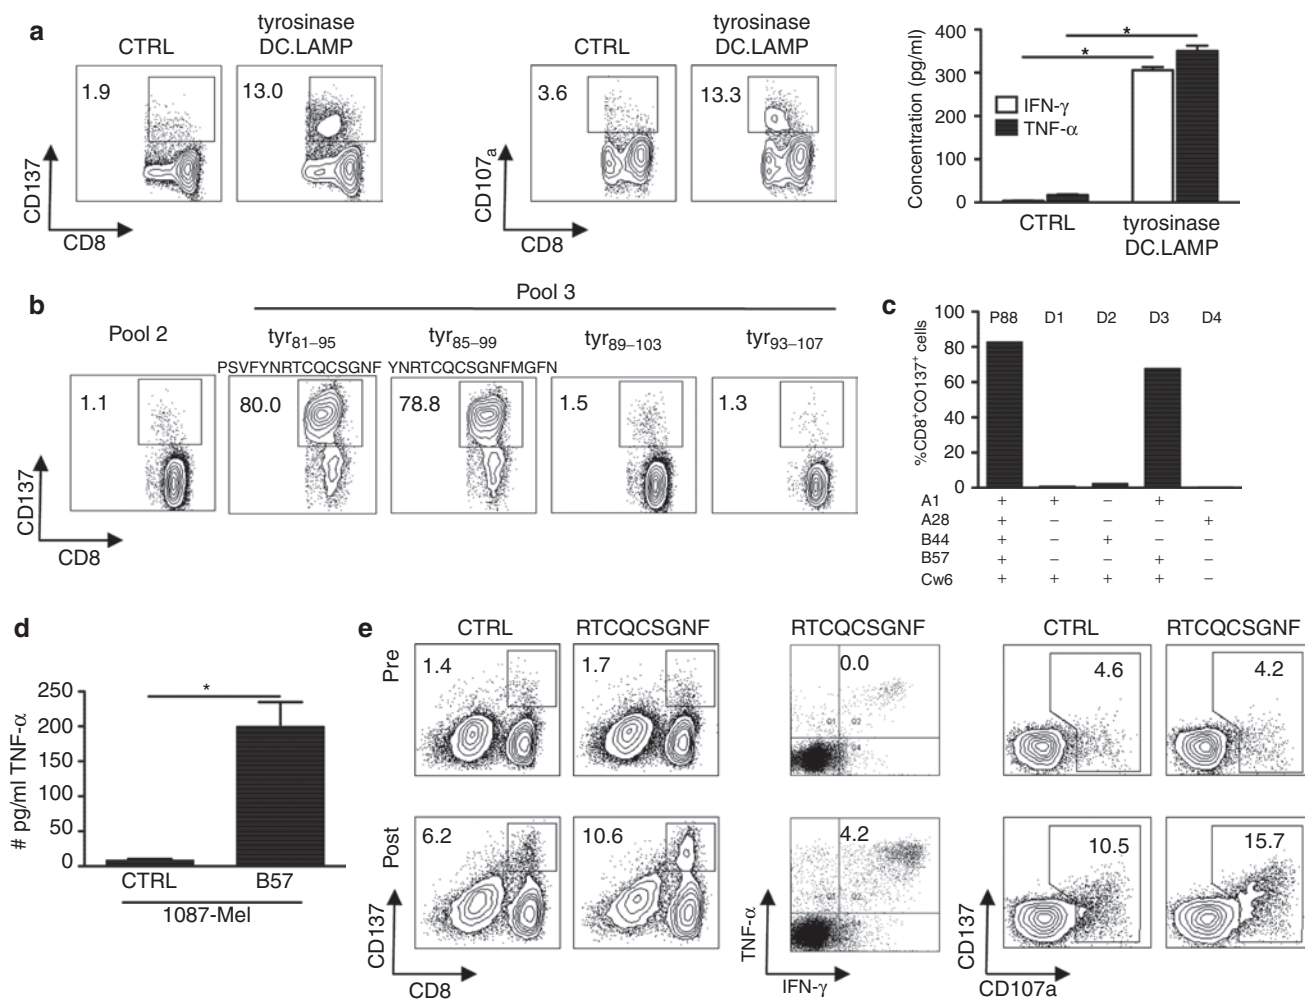 a
CTRL
tyrosinase
DC.LAMP
1.9
13.0
CD137
CD8
CTRL
tyrosinase
DC.LAMP
3.6
13.3
CD107a
CD8
400
300
200
100
0
Concentration (pg/ml)
*
*
IFN-γ
TNF-α
CTRL
tyrosinase
DC.LAMP
b
Pool 3
Pool 2
tyr81–95
tyr85–99
tyr89–103
tyr93–107
PSVFYNRTCQCSGNF YNRTCQCSGNFMGFN
1.1
80.0
78.8
1.5
1.3
CD137
CD8
c
100
80
60
40
20
0
%CD8+CO137+ cells
P88 D1 D2 D3 D4
A1 + + – + –
A28 + – – – +
B44 + – + – –
B57 + – – + –
Cw6 + + + + –
d
250
200
150
100
50
0
# pg/ml TNF-α
*
CTRL B57
1087-Mel
e
CTRL
RTCQCSGNF
RTCQCSGNF
CTRL
RTCQCSGNF
Pre
1.4
1.7
0.0
Q1 Q2
Q4
4.6
4.2
Post
6.2
10.6
4.2
10.5
15.7
CD137
CD8
TNF-α
IFN-γ
CD137
CD107a